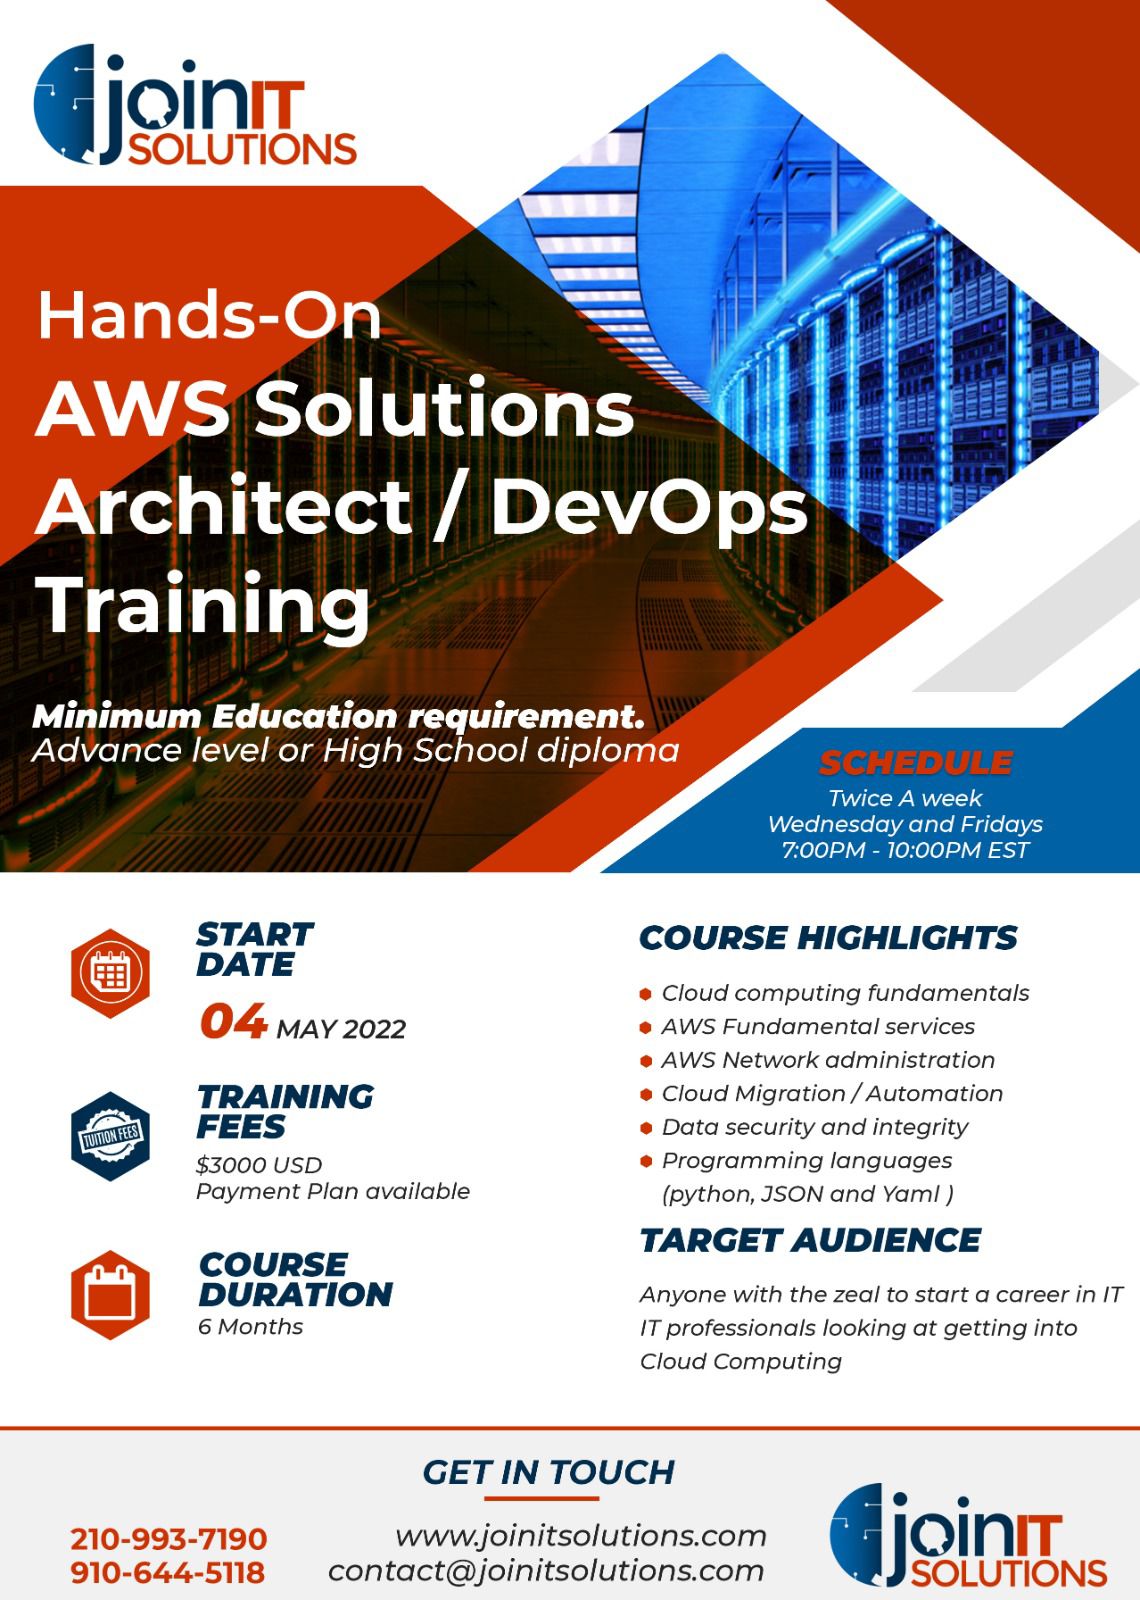 joinIT
SOLUTIONS
Hands-On
AWS Solutions
Architect / DevOps
Training
Minimum Education requirement.
Advance level or High School diploma
SCHEDULE
Twice A week
Wednesday and Fridays
7:00PM - 10:00PM EST
START
DATE
04 MAY 2022
TUITION FEES
TRAINING
FEES
$3000 USD
Payment Plan available
COURSE
DURATION
6 Months
COURSE HIGHLIGHTS
Cloud computing fundamentals
AWS Fundamental services
AWS Network administration
Cloud Migration / Automation
Data security and integrity
Programming languages
(python, JSON and Yaml )
TARGET AUDIENCE
Anyone with the zeal to start a career in IT
IT professionals looking at getting into
Cloud Computing
GET IN TOUCH
210-993-7190
910-644-5118
www.joinitsolutions.com
contact@joinitsolutions.com
joinIT
SOLUTIONS